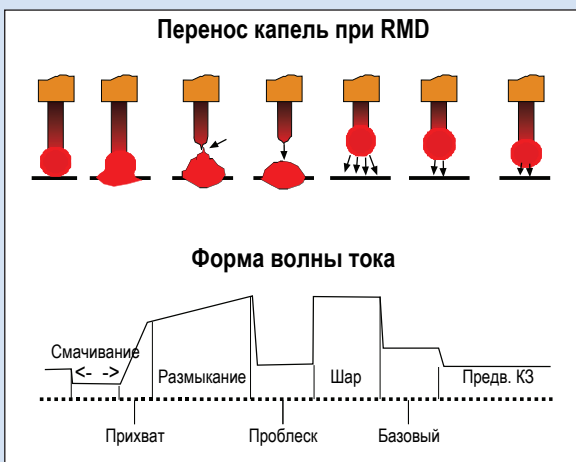 Перенос капель при RMD
Форма волны тока
Смачивание
<- ->
Размыкание
Шар
Предв. КЗ
Прихват
Проблеск
Базовый